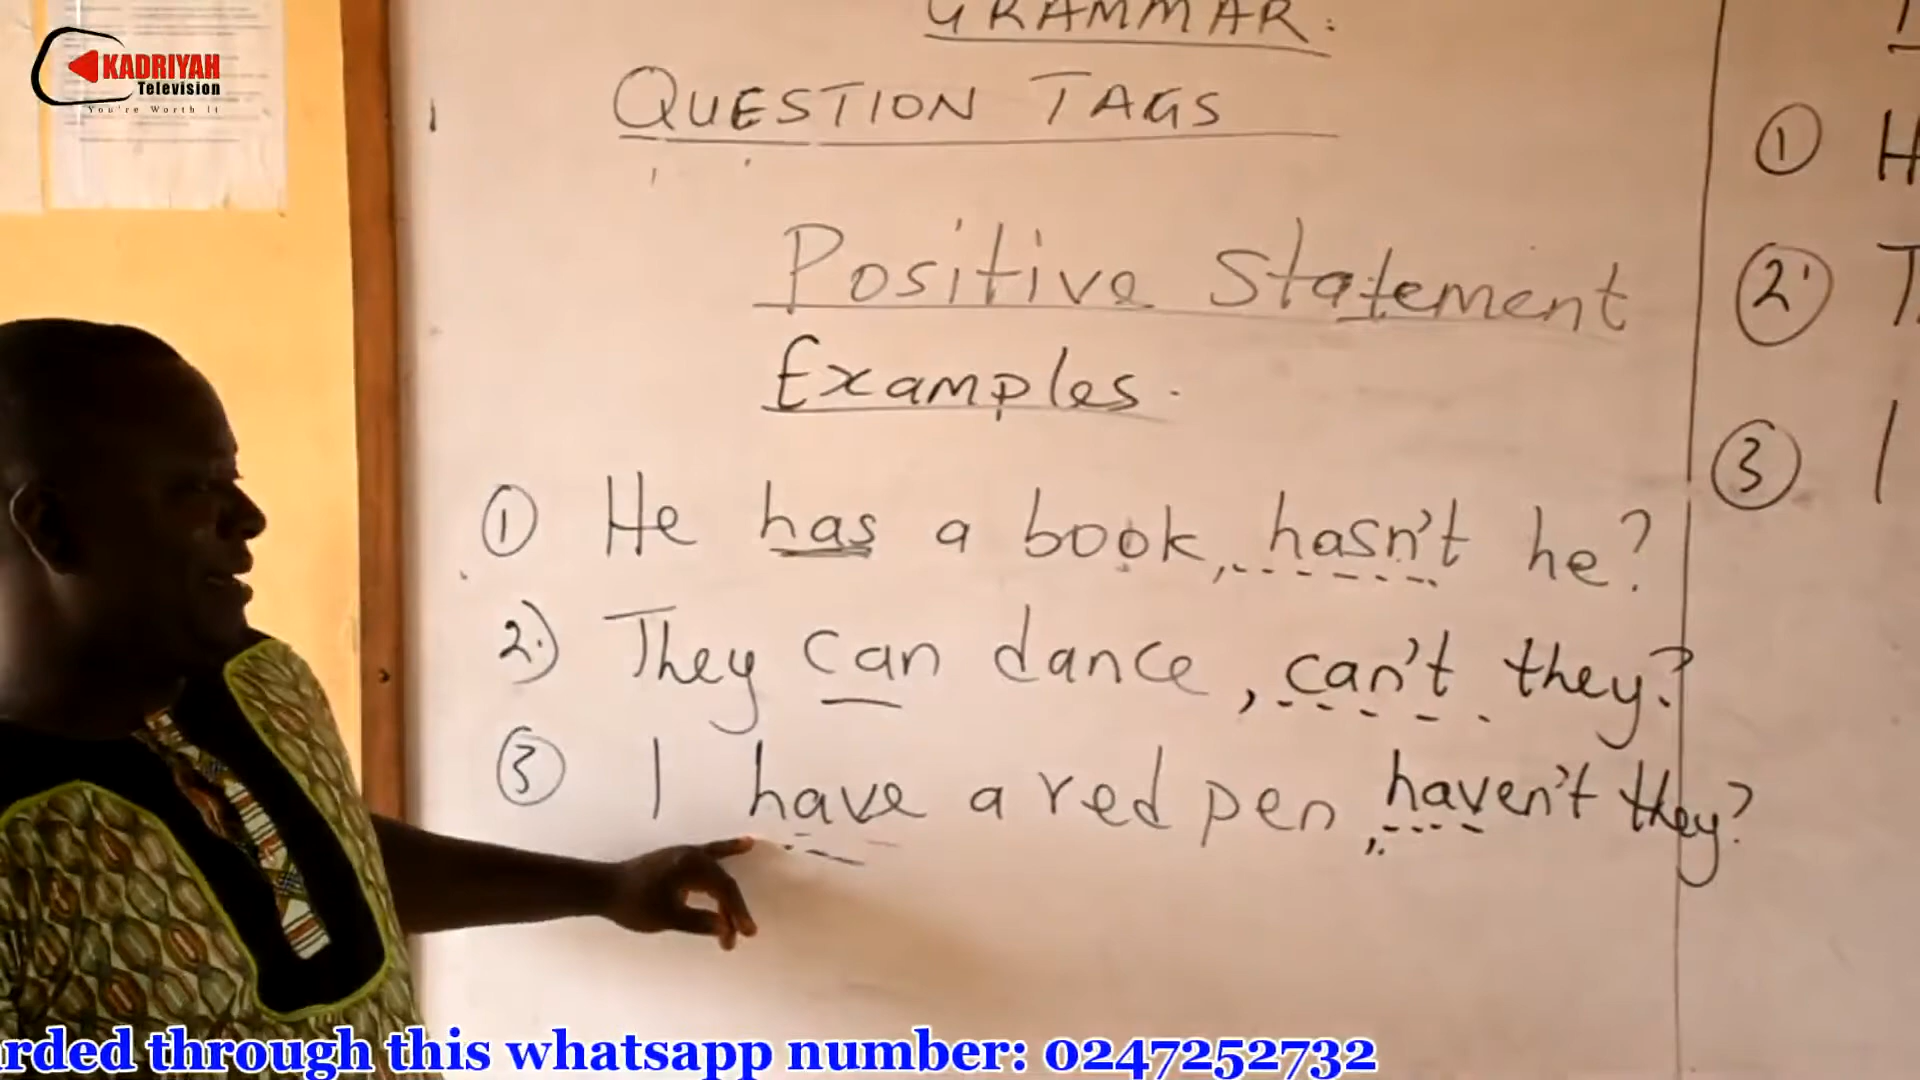 KADRIYAH
Television
You're Worth It
GRAMMAR:
QUESTION TAGS
Positive Statement
Examples.
① He has a book, hasn't he?
2.) They can dance, can't they?
③ I have a red pen, haven't they?
① H
②
③ I
rded through this whatsapp number: 0247252732